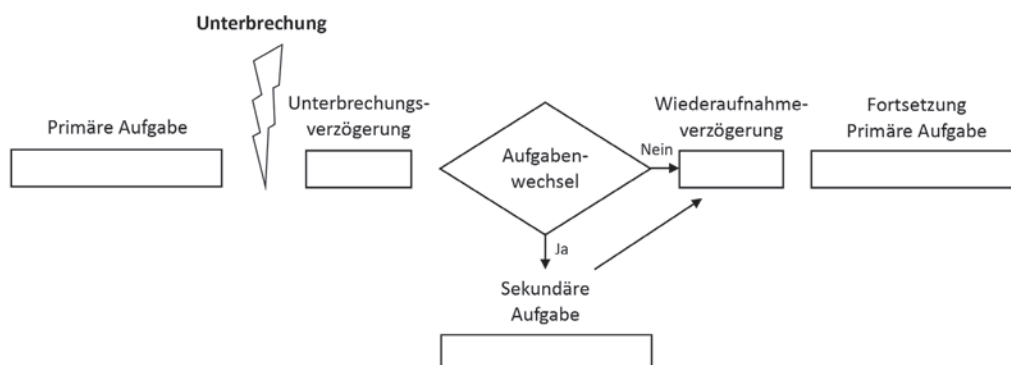 Unterbrechung
Primäre Aufgabe
Unterbrechungs-
verzögerung
Aufgaben-
wechsel
Nein
Wiederaufnahme-
verzögerung
Fortsetzung
Primäre Aufgabe
Ja
Sekundäre
Aufgabe